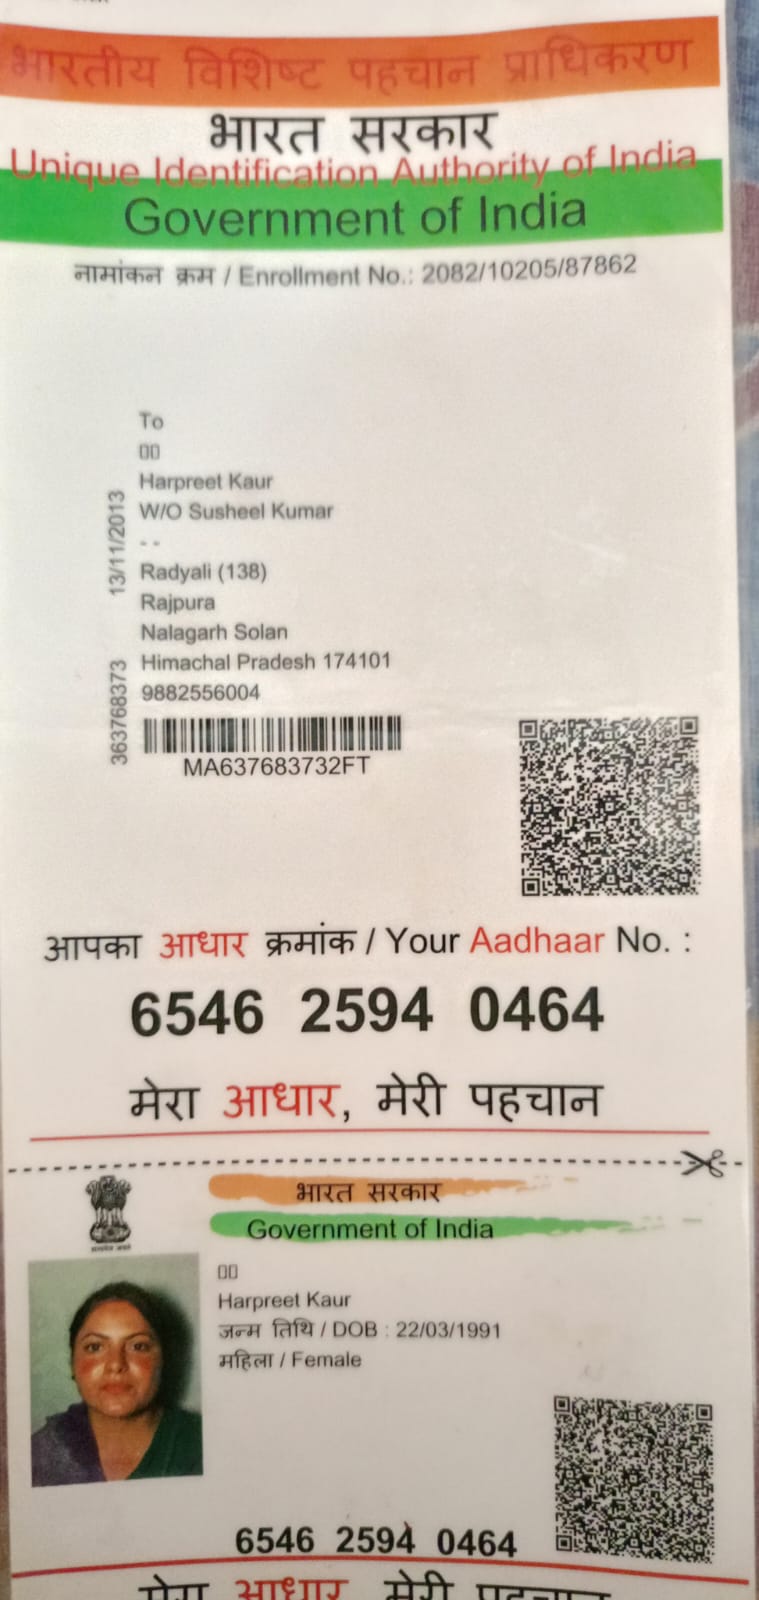 भारतीय विशिष्ट पहचान प्राधिकरण
भारत सरकार
Unique Identification Authority of India
Government of India
नामांकन क्रम / Enrollment No.: 2082/10205/87862
To
Harpreet Kaur
W/O Susheel Kumar
- -
Radyali (138)
Rajpura
Nalagarh Solan
Himachal Pradesh 174101
9882556004
363768373 13/11/2013
MA637683732FT
आपका आधार क्रमांक / Your Aadhaar No. :
6546 2594 0464
मेरा आधार, मेरी पहचान
भारत सरकार
Government of India
Harpreet Kaur
जन्म तिथि / DOB : 22/03/1991
महिला / Female
6546 2594 0464
मेरा आधार, मेरी पहचान